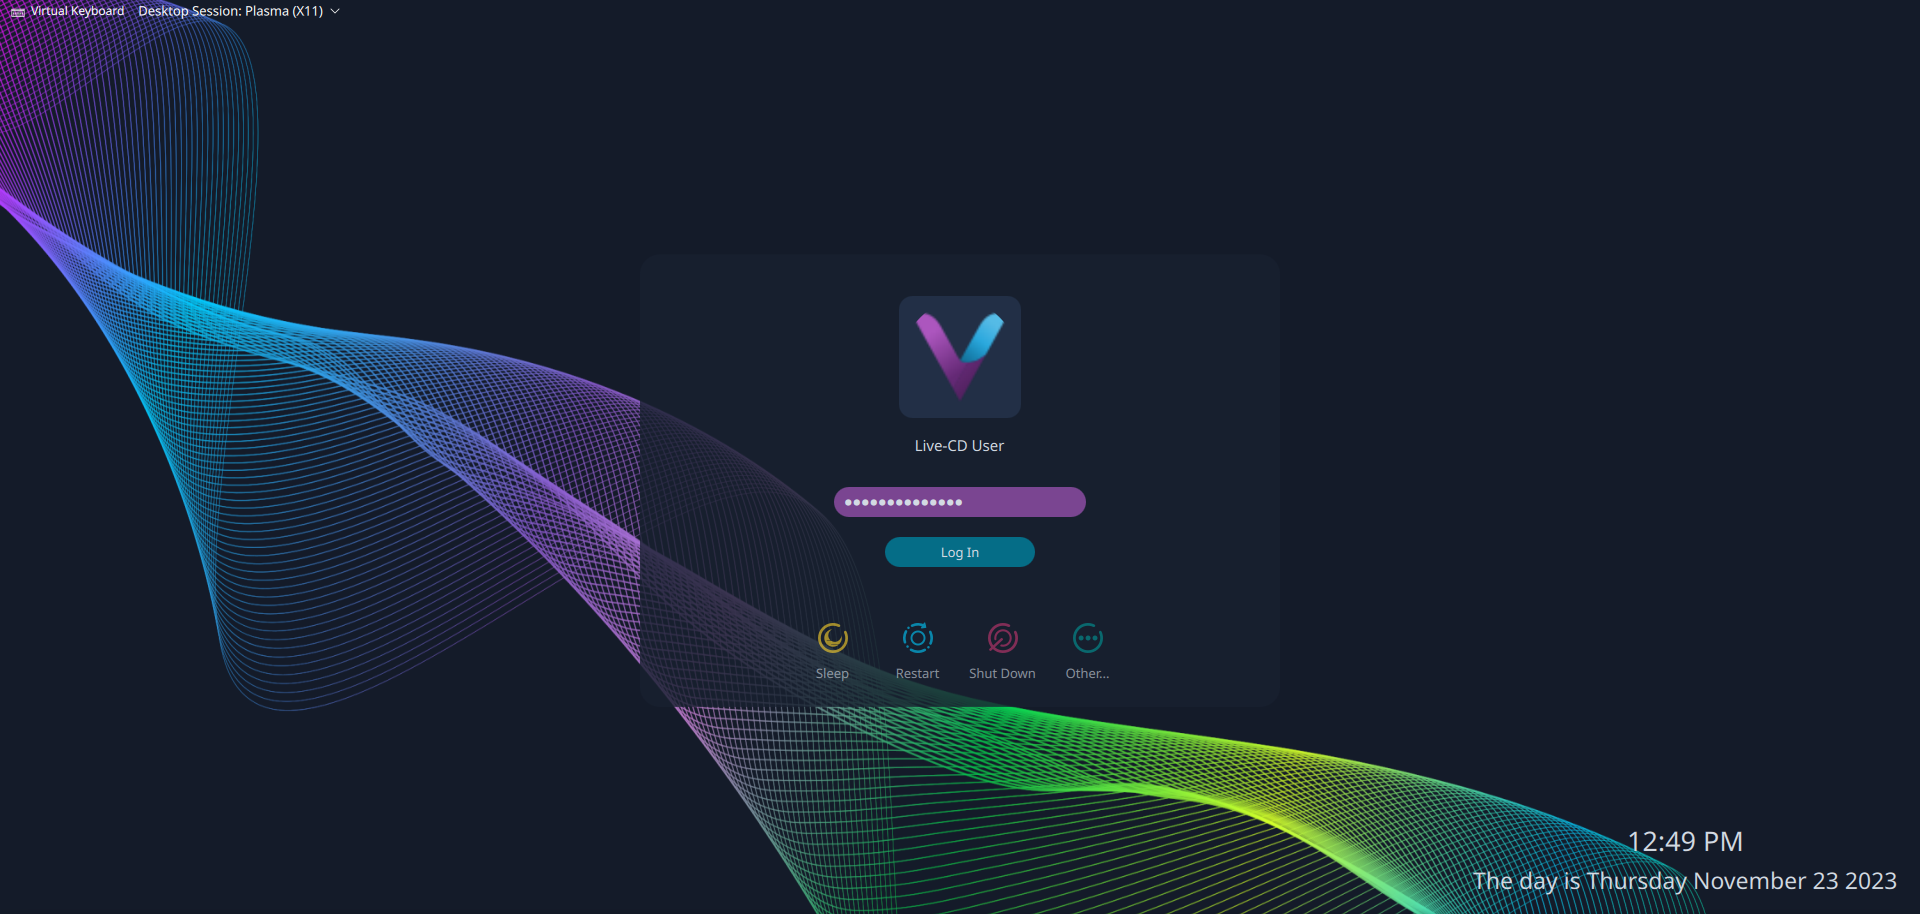 Virtual Keyboard Desktop Session: Plasma (X11)
Live-CD User
Log In
Sleep Restart Shut Down Other...
12:49 PM
The day is Thursday November 23 2023